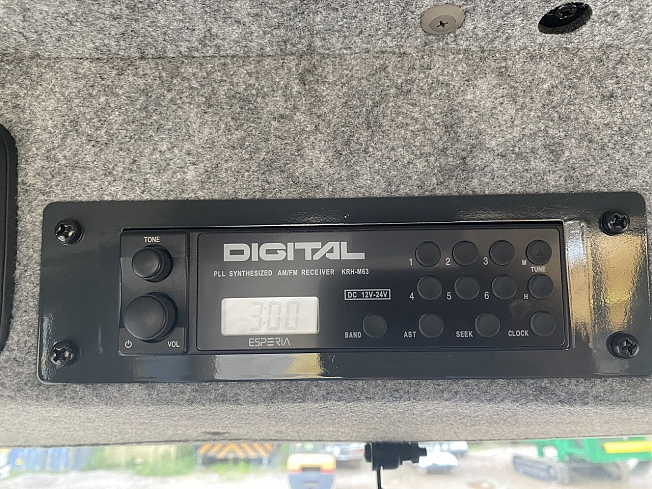 TONE
DIGITAL
PLL SYNTHESIZED AM/FM RECEIVER KRH-M63
1 2 3 M
TUNE
DC 12V-24V 4 5 6 H
3:00
BAND AST SEEK CLOCK
VOL
ESPERIA